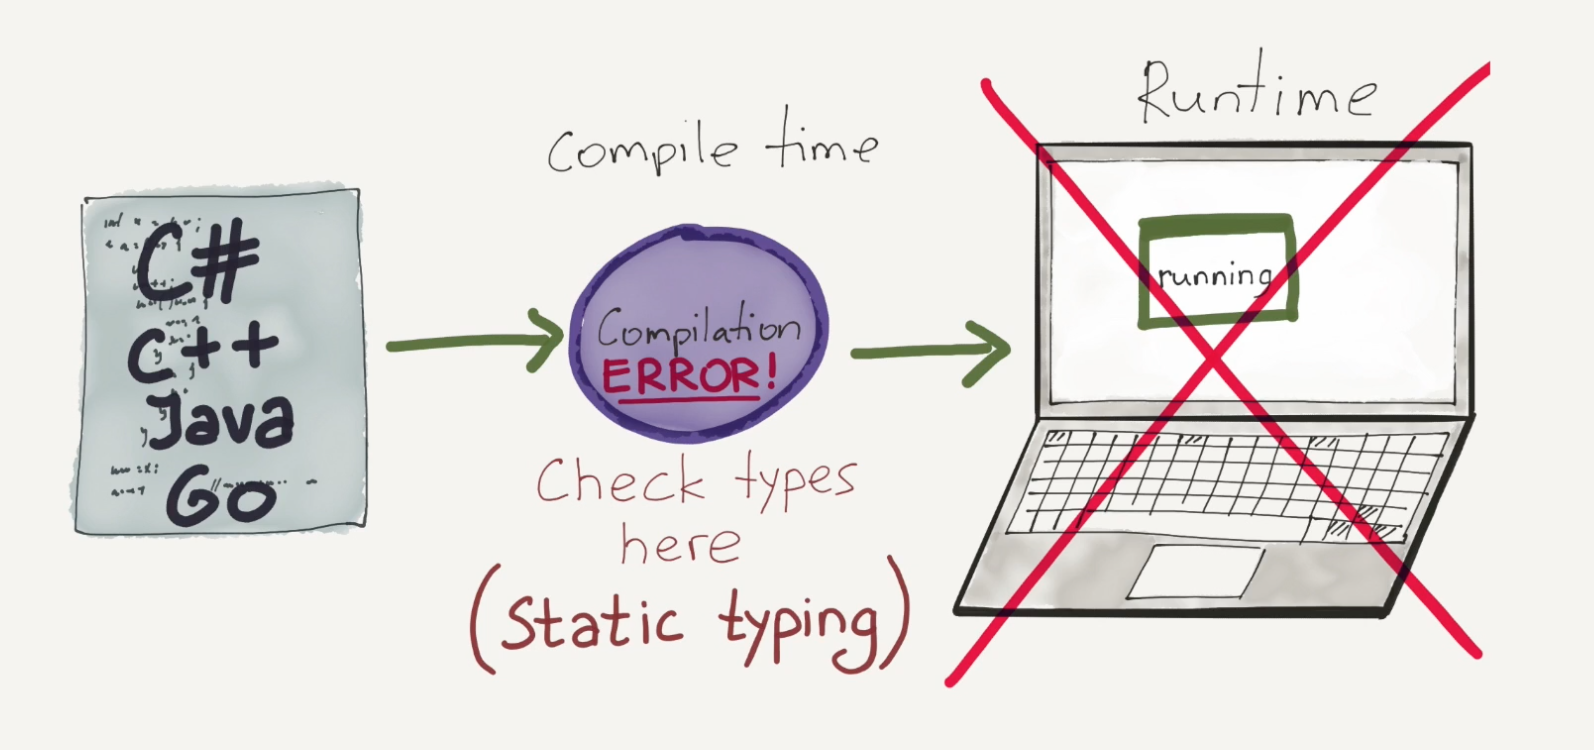 C#
C++
Java
Go
Compile time
Compilation
ERROR!
Check types
here
(Static typing)
Runtime
running